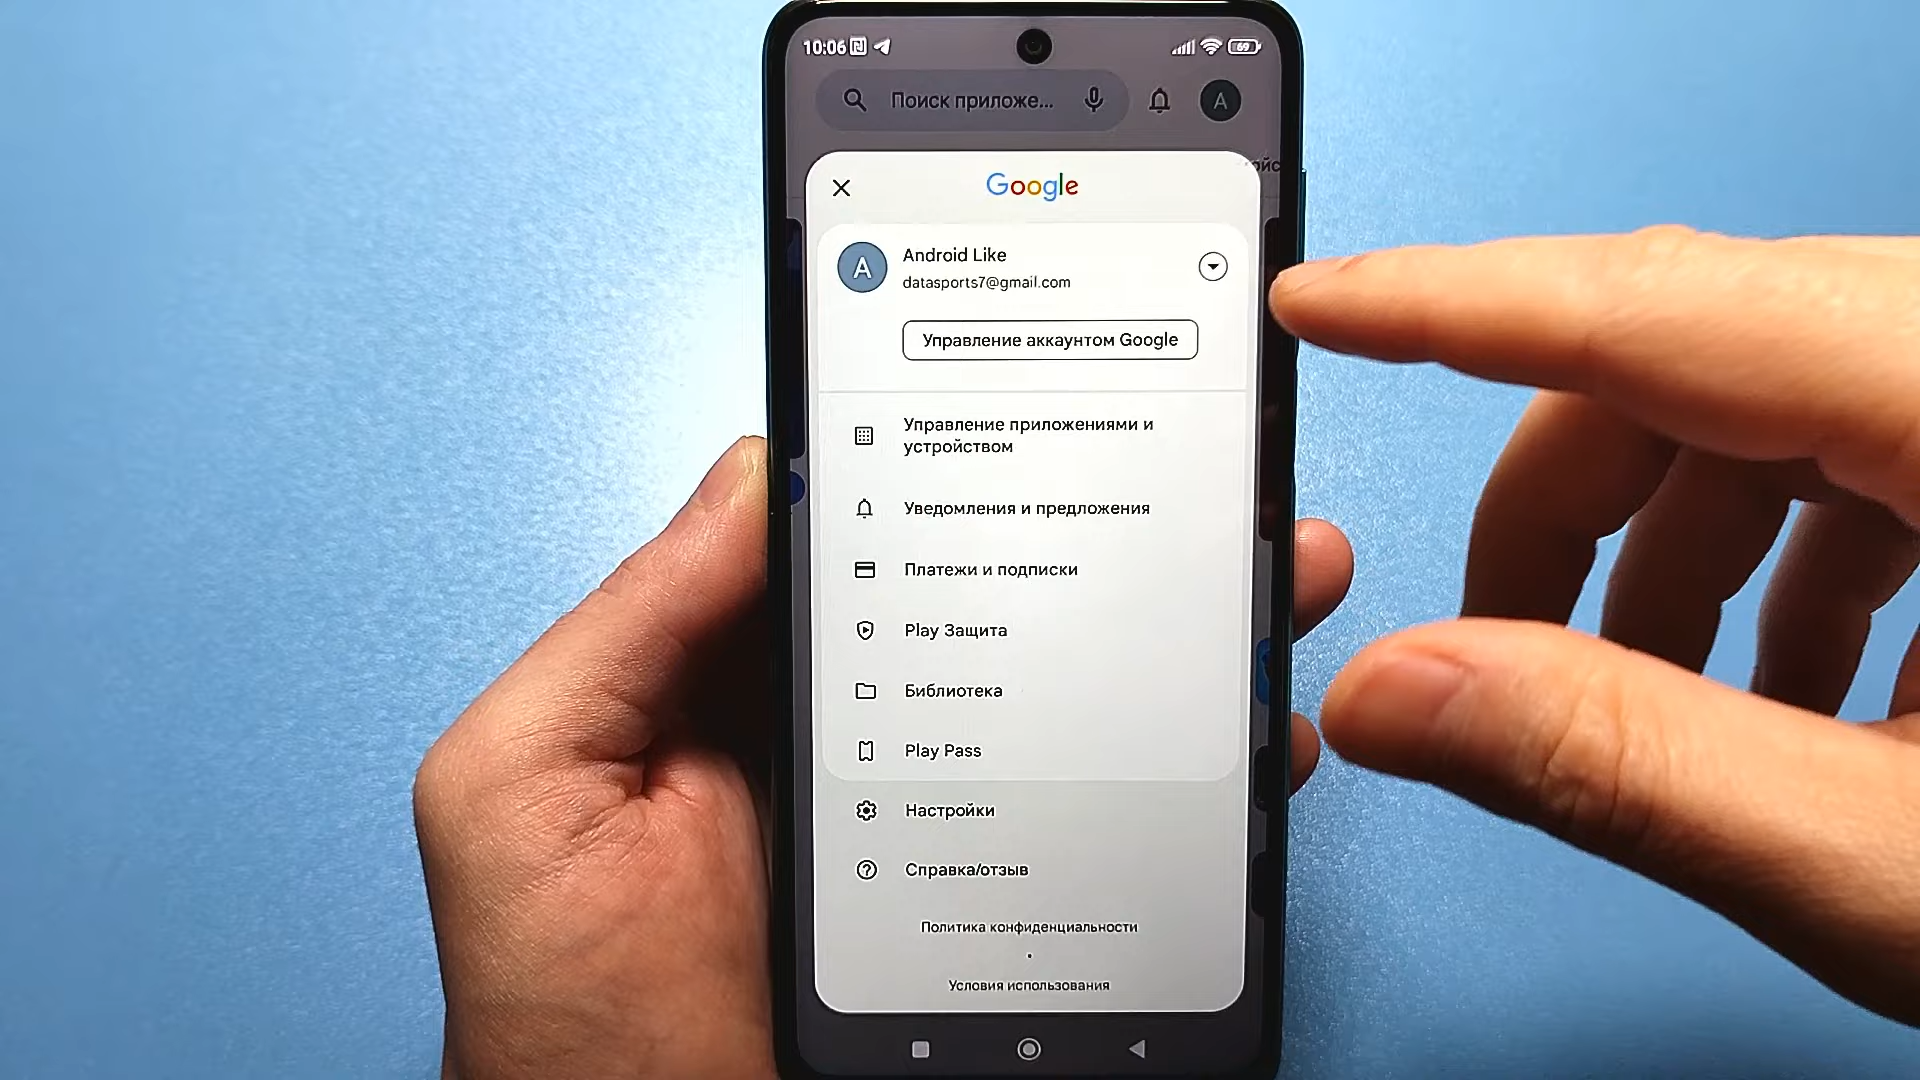 10:06
69
Поиск приложе...
A
Google
A
Android Like
datasports7@gmail.com
Управление аккаунтом Google
Управление приложениями и
устройством
Уведомления и предложения
Платежи и подписки
Play Защита
Библиотека
Play Pass
Настройки
Справка/отзыв
Политика конфиденциальности
Условия использования